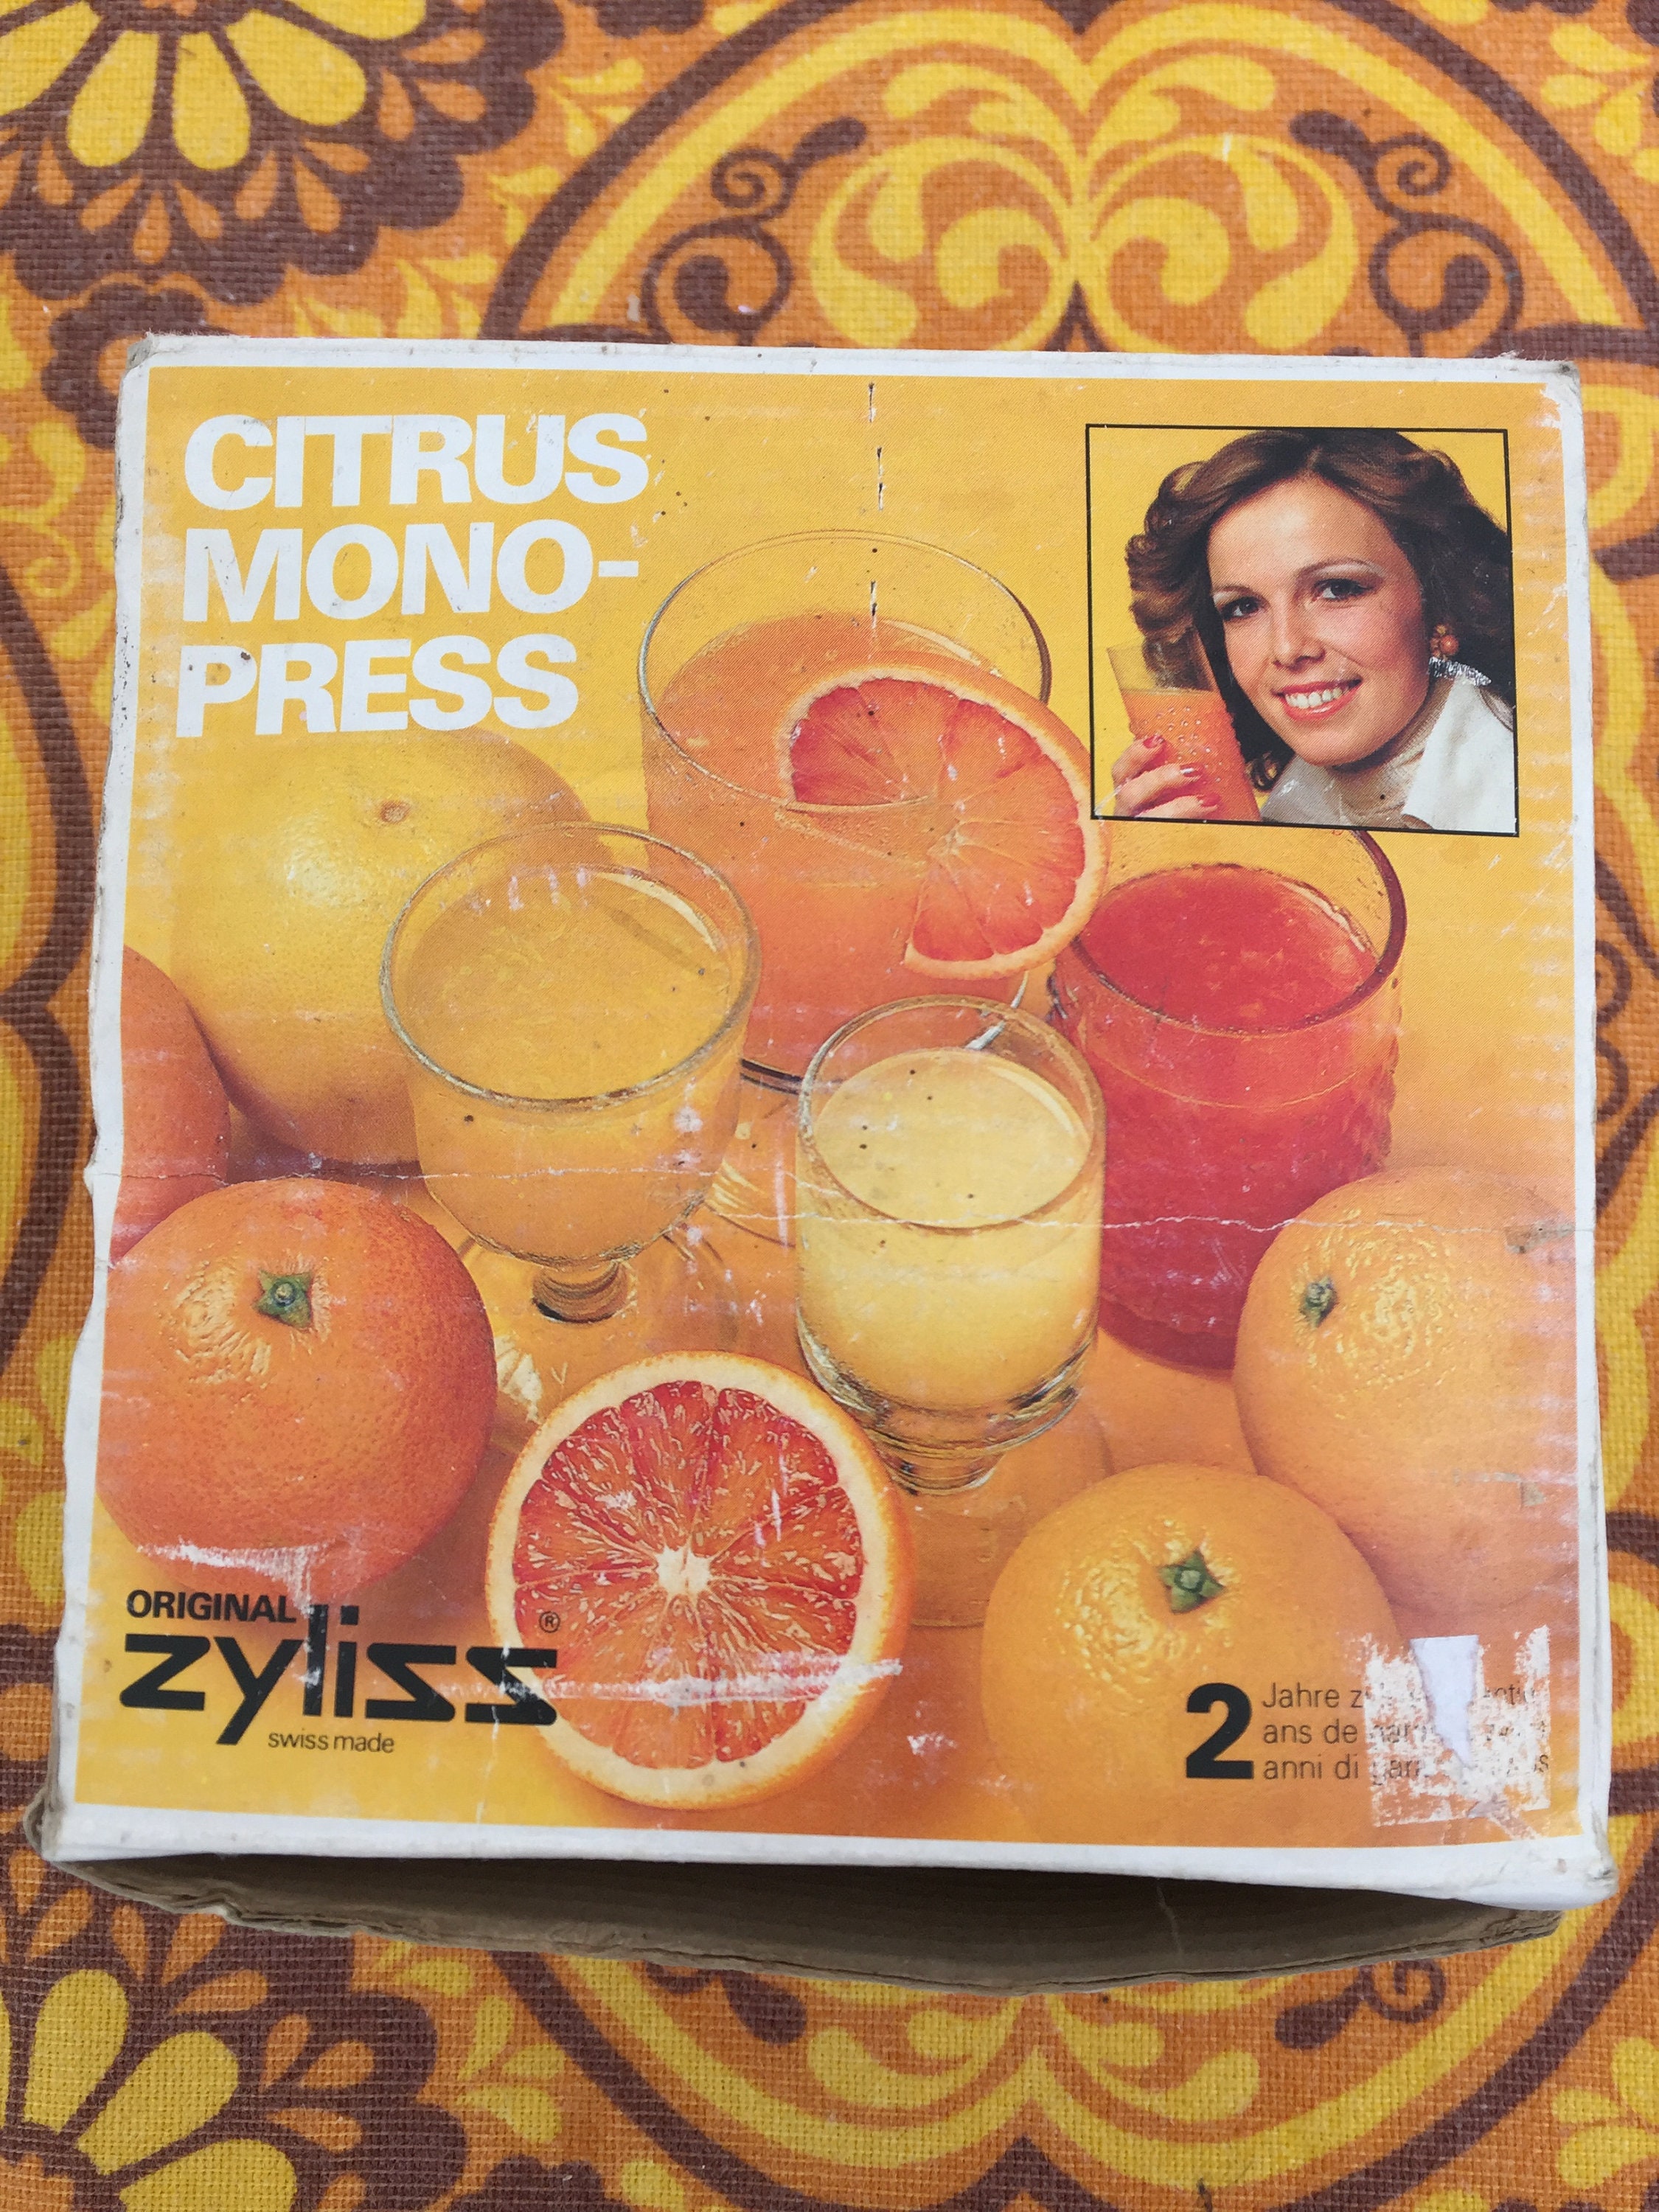 CITRUS
MONO-
PRESS
ORIGINAL
zyliss®
swiss made
2
Jahre
ans de
anni di